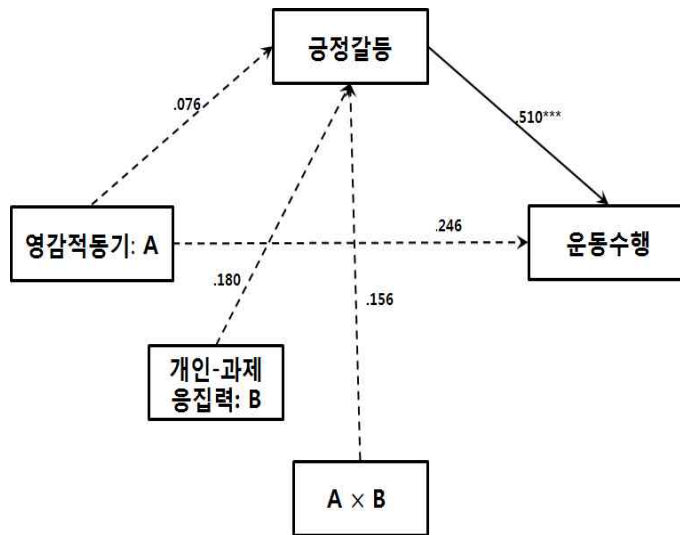 긍정갈등
.076
.510***
영감적동기: A
.246
운동수행
.180
.156
개인-과제
응집력: B
A × B